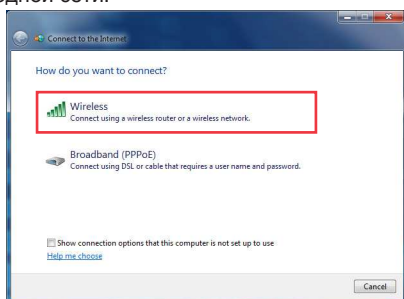 одной сети.
Connect to the Internet
How do you want to connect?
Wireless
Connect using a wireless router or a wireless network.
Broadband (PPPoE)
Connect using DSL or cable that requires a user name and password.
Show connection options that this computer is not set up to use
Help me choose
Cancel